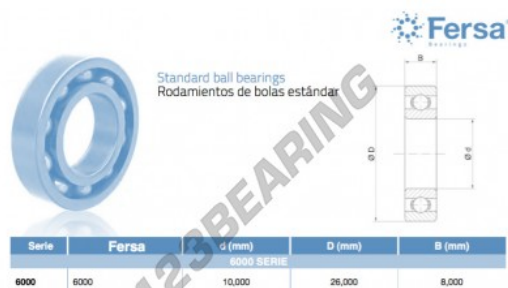 Fersa
Bearings
Standard ball bearings
Rodamientos de bolas estándar
B
Ø D
Ø d
123BEARING
Serie Fersa d (mm) D (mm) B (mm)
6000 SERIE
6000 6000 10,000 26,000 8,000